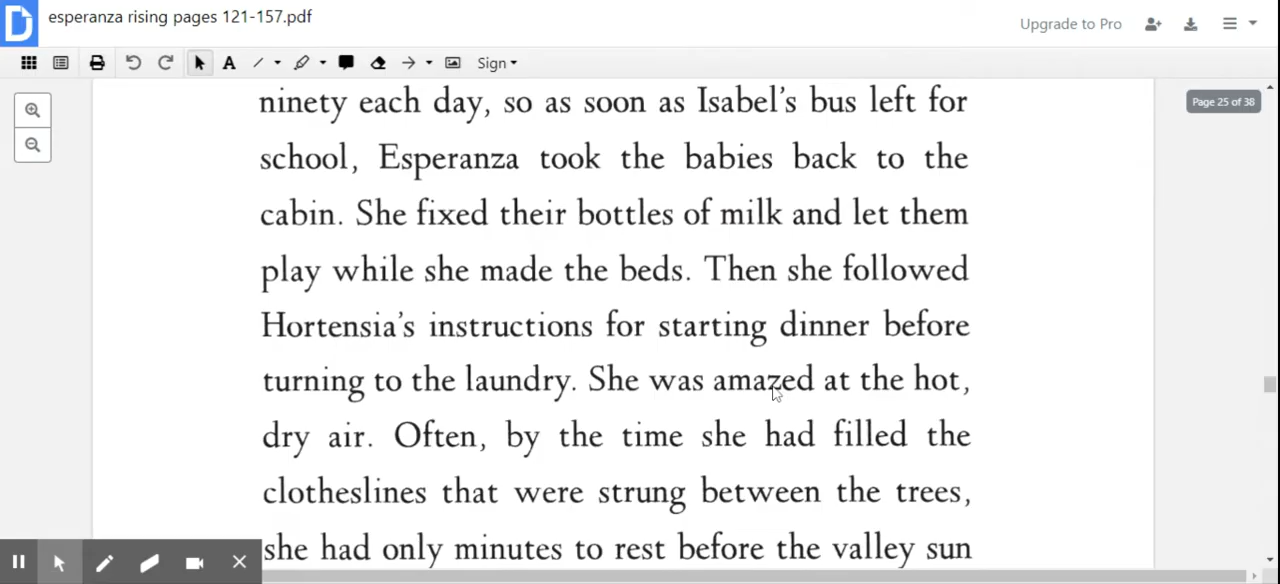 esperanza rising pages 121-157.pdf
Upgrade to Pro
A
Sign
Page 25 of 38
ninety each day, so as soon as Isabel's bus left for
school, Esperanza took the babies back to the
cabin. She fixed their bottles of milk and let them
play while she made the beds. Then she followed
Hortensia's instructions for starting dinner before
turning to the laundry. She was amazed at the hot,
dry air. Often, by the time she had filled the
clotheslines that were strung between the trees,
she had only minutes to rest before the valley sun